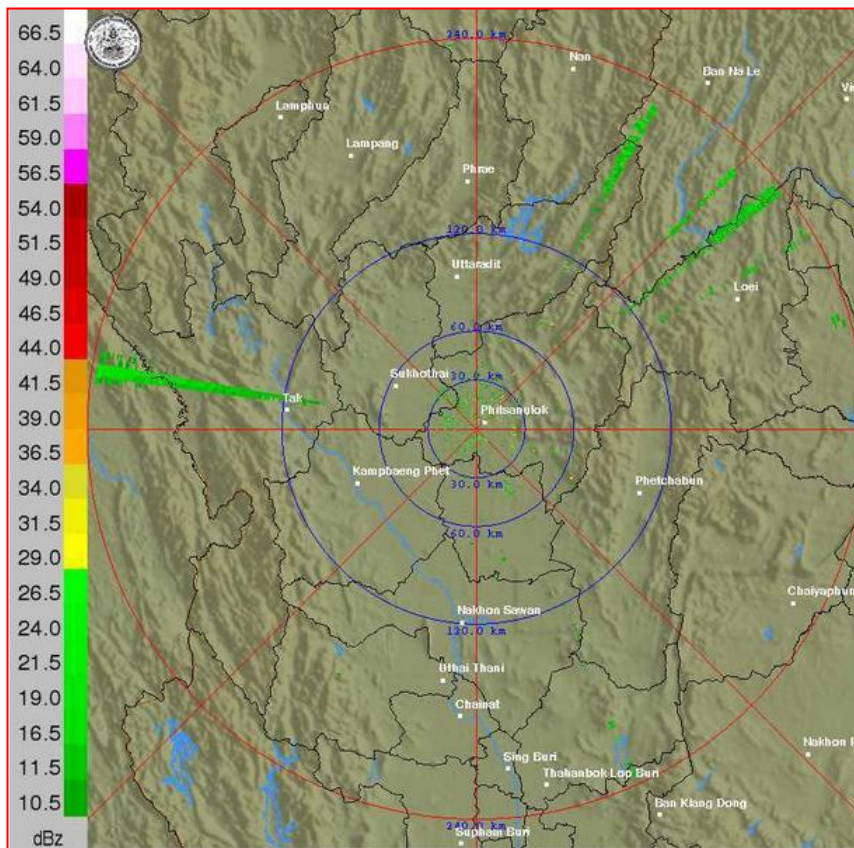 66.5
64.0
61.5
59.0
56.5
54.0
51.5
49.0
46.5
44.0
41.5
39.0
36.5
34.0
31.5
29.0
26.5
24.0
21.5
19.0
16.5
11.5
10.5
dBz
240.0 km
Nan
Ban Na Le
Lamphun
Lampang
Phrae
120.0 km
Uttaradit
Loei
60.0 km
30.0 km
Sukhothai
Tak
Phitsanulok
Kamphaeng Phet
30.0 km
Phetchabun
60.0 km
Chaiyaphum
Nakhon Sawan
120.0 km
Uthai Thani
Chainat
Nakhon
Sing Buri
Thahanbok Lop Buri
Ban Klang Dong
240.0 km
Supham Buri